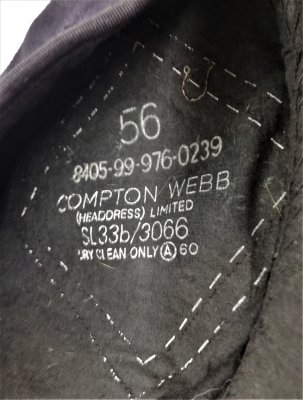 56
8405-99-976-0239
COMPTON WEBB
(HEADDRESS) LIMITED
SL33b/3066
DRY CLEAN ONLY Ⓐ 60